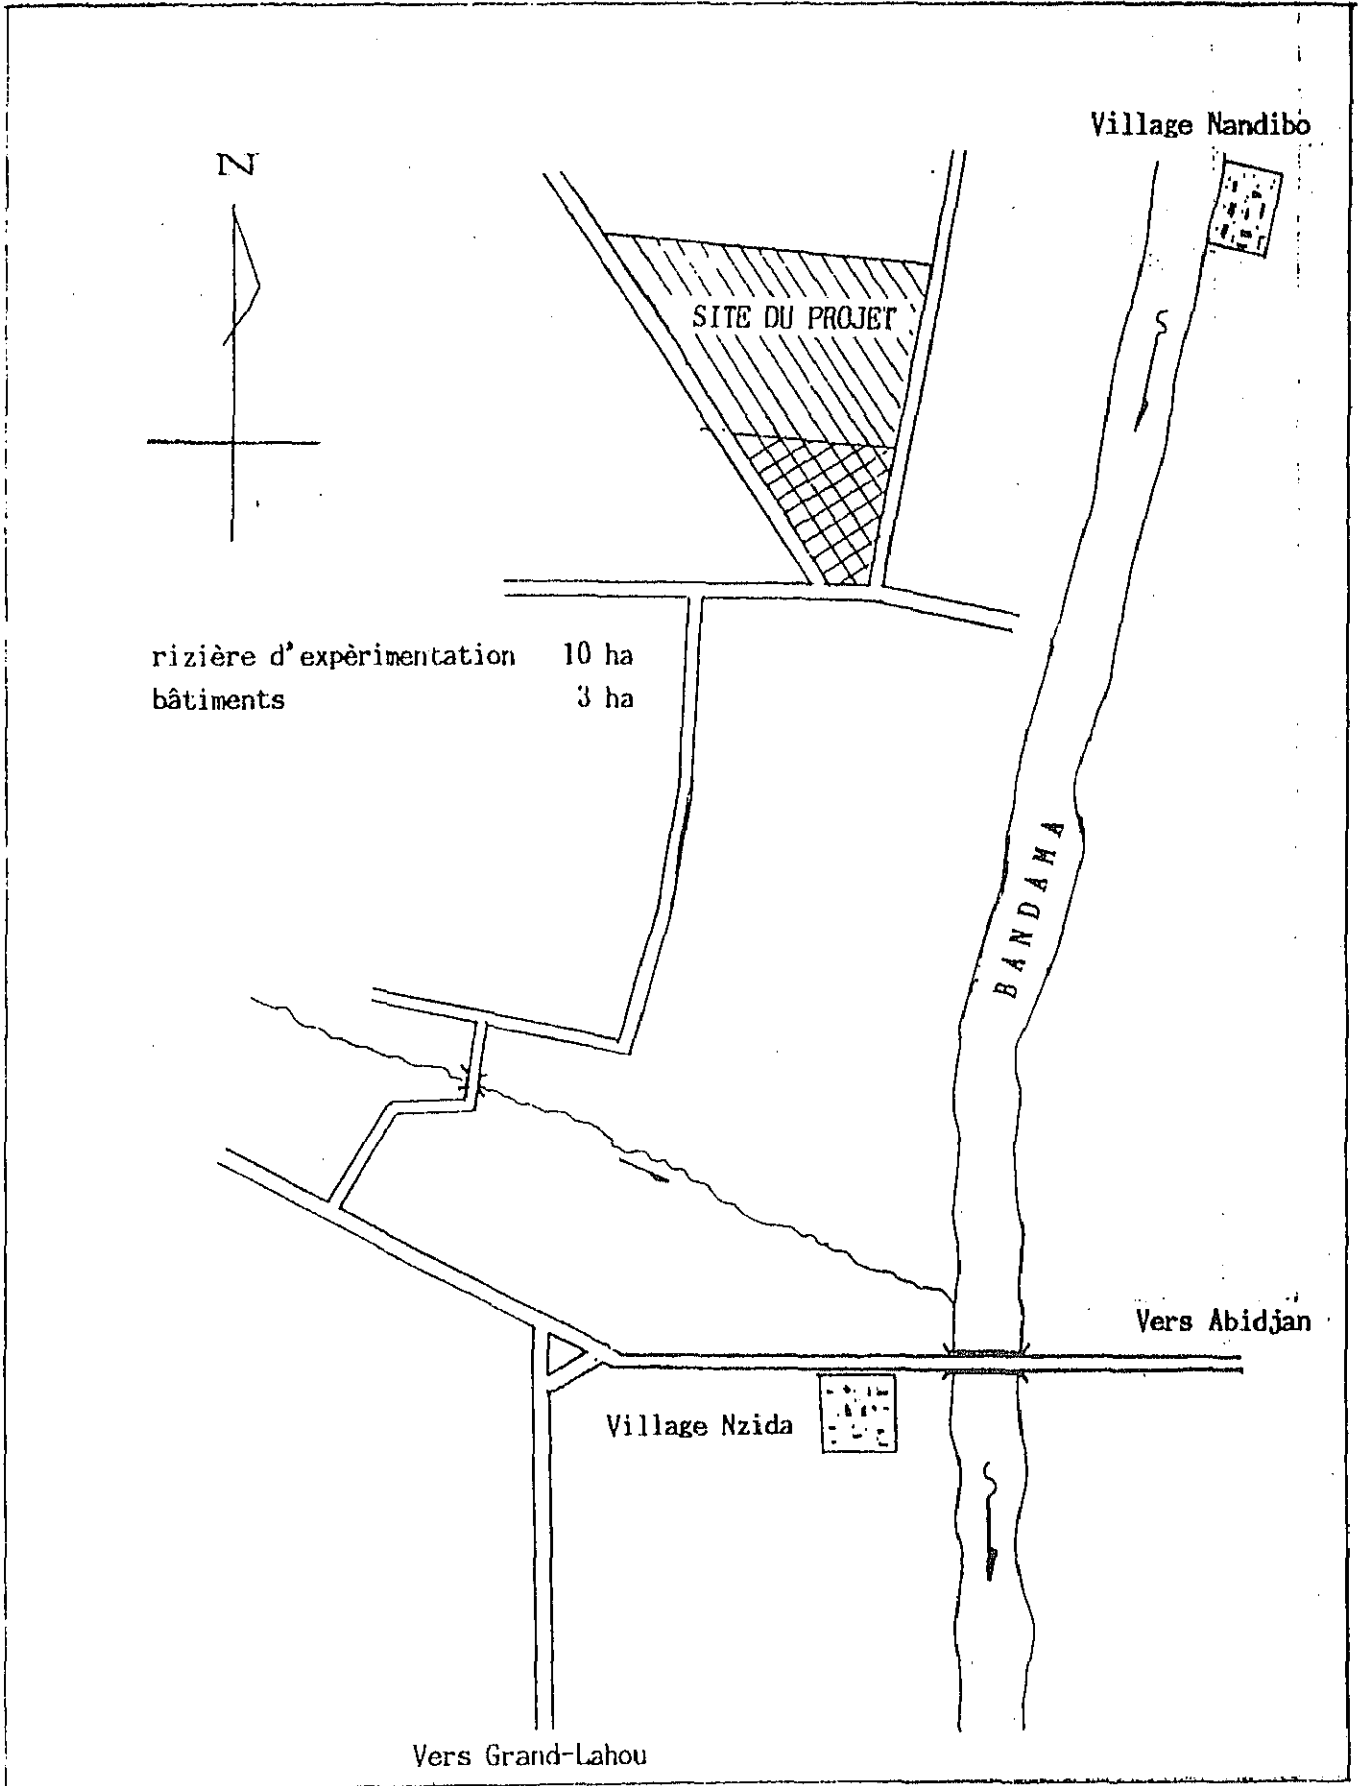 Village Nandibo
N
SITE DU PROJET
rizière d'expèrimentation 10 ha
bâtiments 3 ha
BANDAMA
Vers Abidjan
Village Nzida
Vers Grand-Lahou